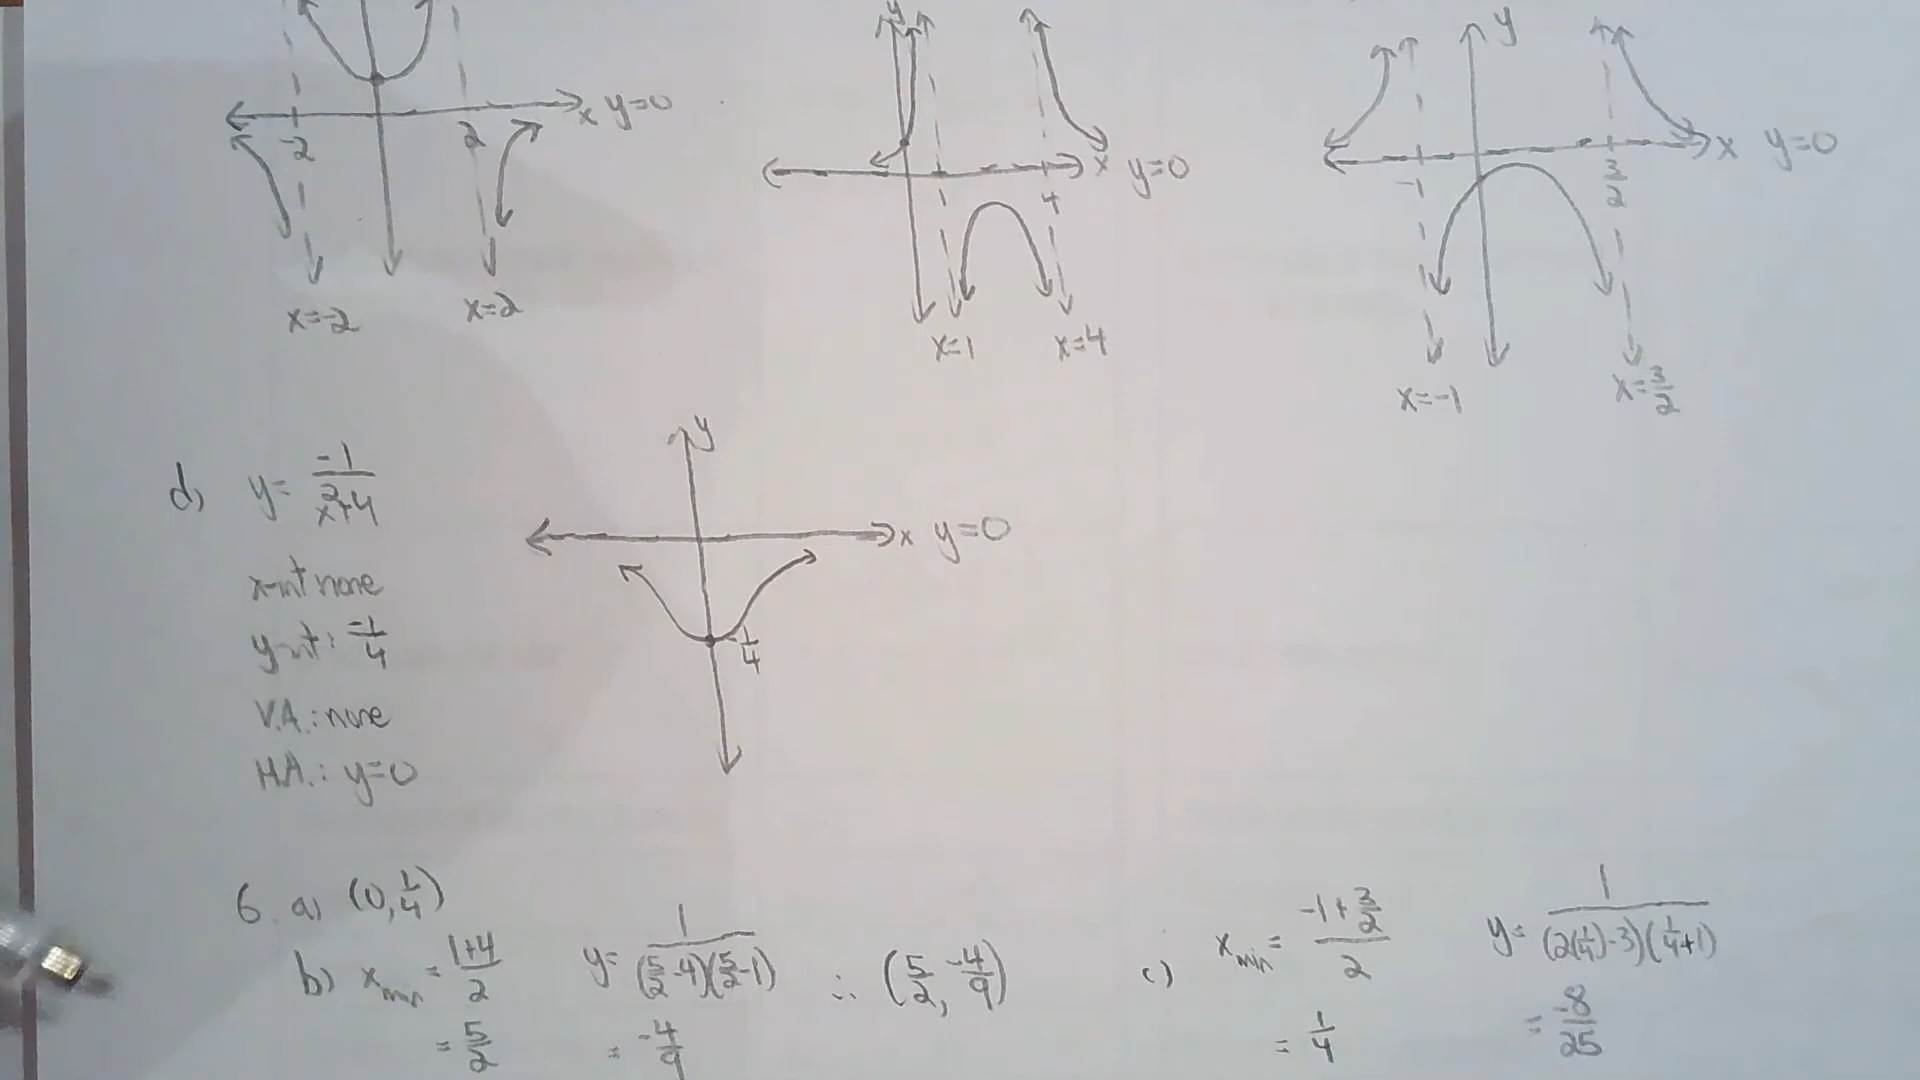 y
y
x y=0
-2
2
x=-2
x=2
x y=0
4
x=1
x=4
x y=0
-1
3/2
x=-1
x=3/2
d) y= -1/(x²+4)
x-int none
y-int: -1/4
V.A.: none
H.A.: y=0
y
x y=0
-1/4
6. a) (0, 1/4)
b) x min = (1+4)/2
= 5/2
y= 1/((5/2-4)(5/2-1))
= -4/9
∴ (5/2, -4/9)
c) x min = (-1+3/2)/2
= 1/4
y= 1/((2(1/4)-3)(1/4+1))
= -8/25